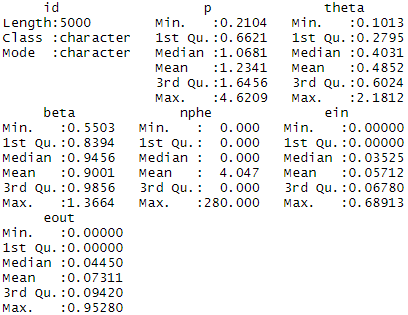 id                  p              theta
Length:5000        Min.   :0.2104   Min.   :0.1013
Class :character   1st Qu.:0.6621   1st Qu.:0.2795
Mode  :character   Median :1.0681   Median :0.4031
                   Mean   :1.2341   Mean   :0.4852
                   3rd Qu.:1.6456   3rd Qu.:0.6024
                   Max.   :4.6209   Max.   :2.1812
      beta             nphe              ein
Min.   :0.5503   Min.   :  0.000   Min.   :0.00000
1st Qu.:0.8394   1st Qu.:  0.000   1st Qu.:0.00000
Median :0.9456   Median :  0.000   Median :0.03525
Mean   :0.9001   Mean   :  4.047   Mean   :0.05712
3rd Qu.:0.9856   3rd Qu.:  0.000   3rd Qu.:0.06780
Max.   :1.3664   Max.   :280.000   Max.   :0.68913
      eout
Min.   :0.00000
1st Qu.:0.00000
Median :0.04450
Mean   :0.07311
3rd Qu.:0.09420
Max.   :0.95280